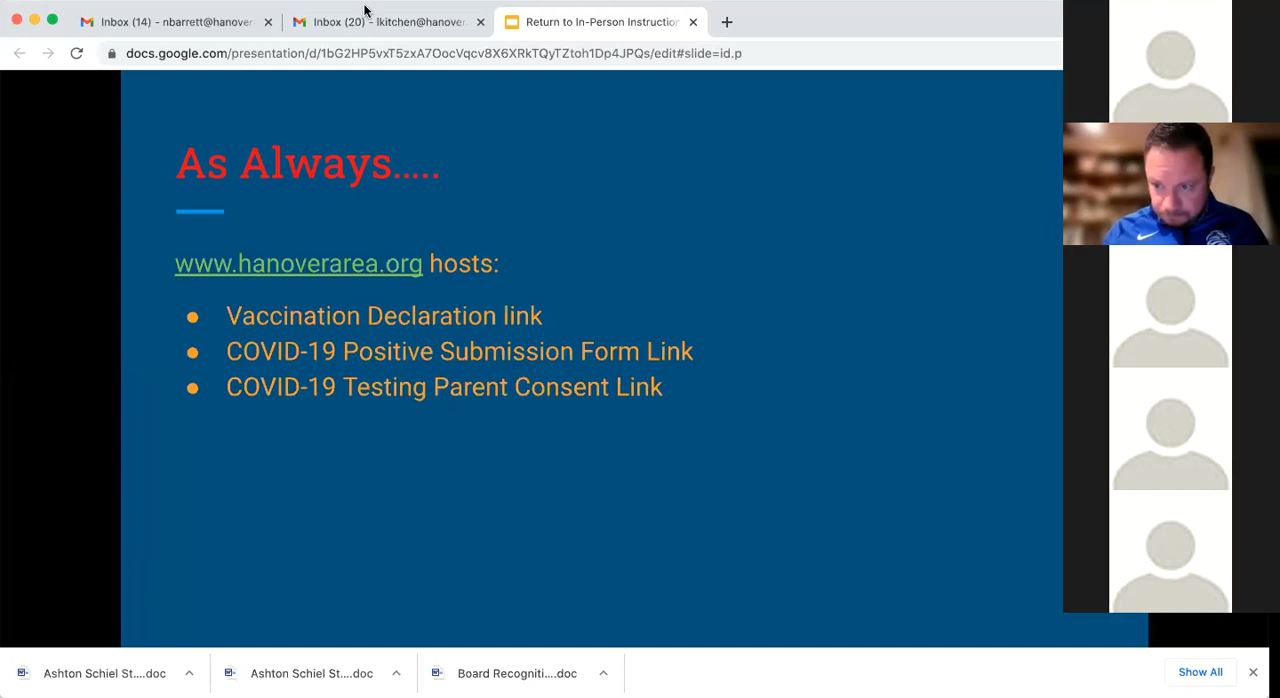 Inbox (14) - nbarrett@hanover
Inbox (20) - lkitchen@hanover.
Return to In-Person Instruction
docs.google.com/presentation/d/1bG2HP5vxT5zxA7OocVqcv8X6XRkTQyTZtoh1Dp4JPQs/edit#slide=id.p
As Always.....
www.hanoverarea.org hosts:
● Vaccination Declaration link
● COVID-19 Positive Submission Form Link
● COVID-19 Testing Parent Consent Link
Ashton Schiel St....doc
Ashton Schiel St....doc
Board Recogniti....doc
Show All